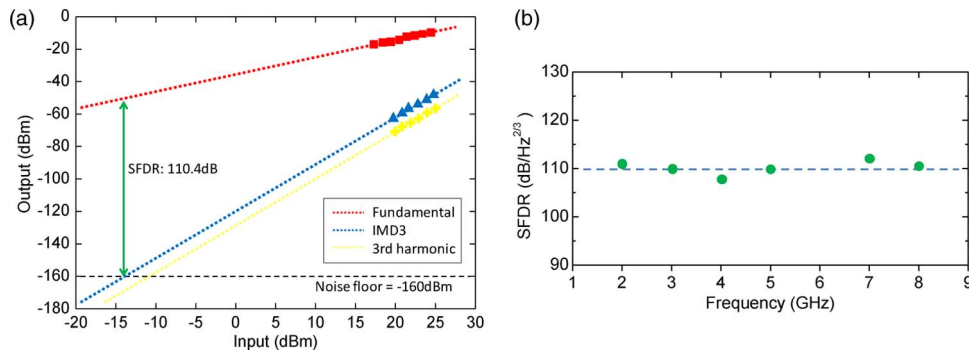 (a)
0
-20
-40
-60
-80
-100
-120
-140
-160
-180
Output (dBm)
SFDR: 110.4dB
Fundamental
IMD3
3rd harmonic
Noise floor = -160dBm
-20 -15 -10 -5 0 5 10 15 20 25 30
Input (dBm)
(b)
130
120
110
100
90
SFDR (dB/Hz2/3)
1 2 3 4 5 6 7 8 9
Frequency (GHz)